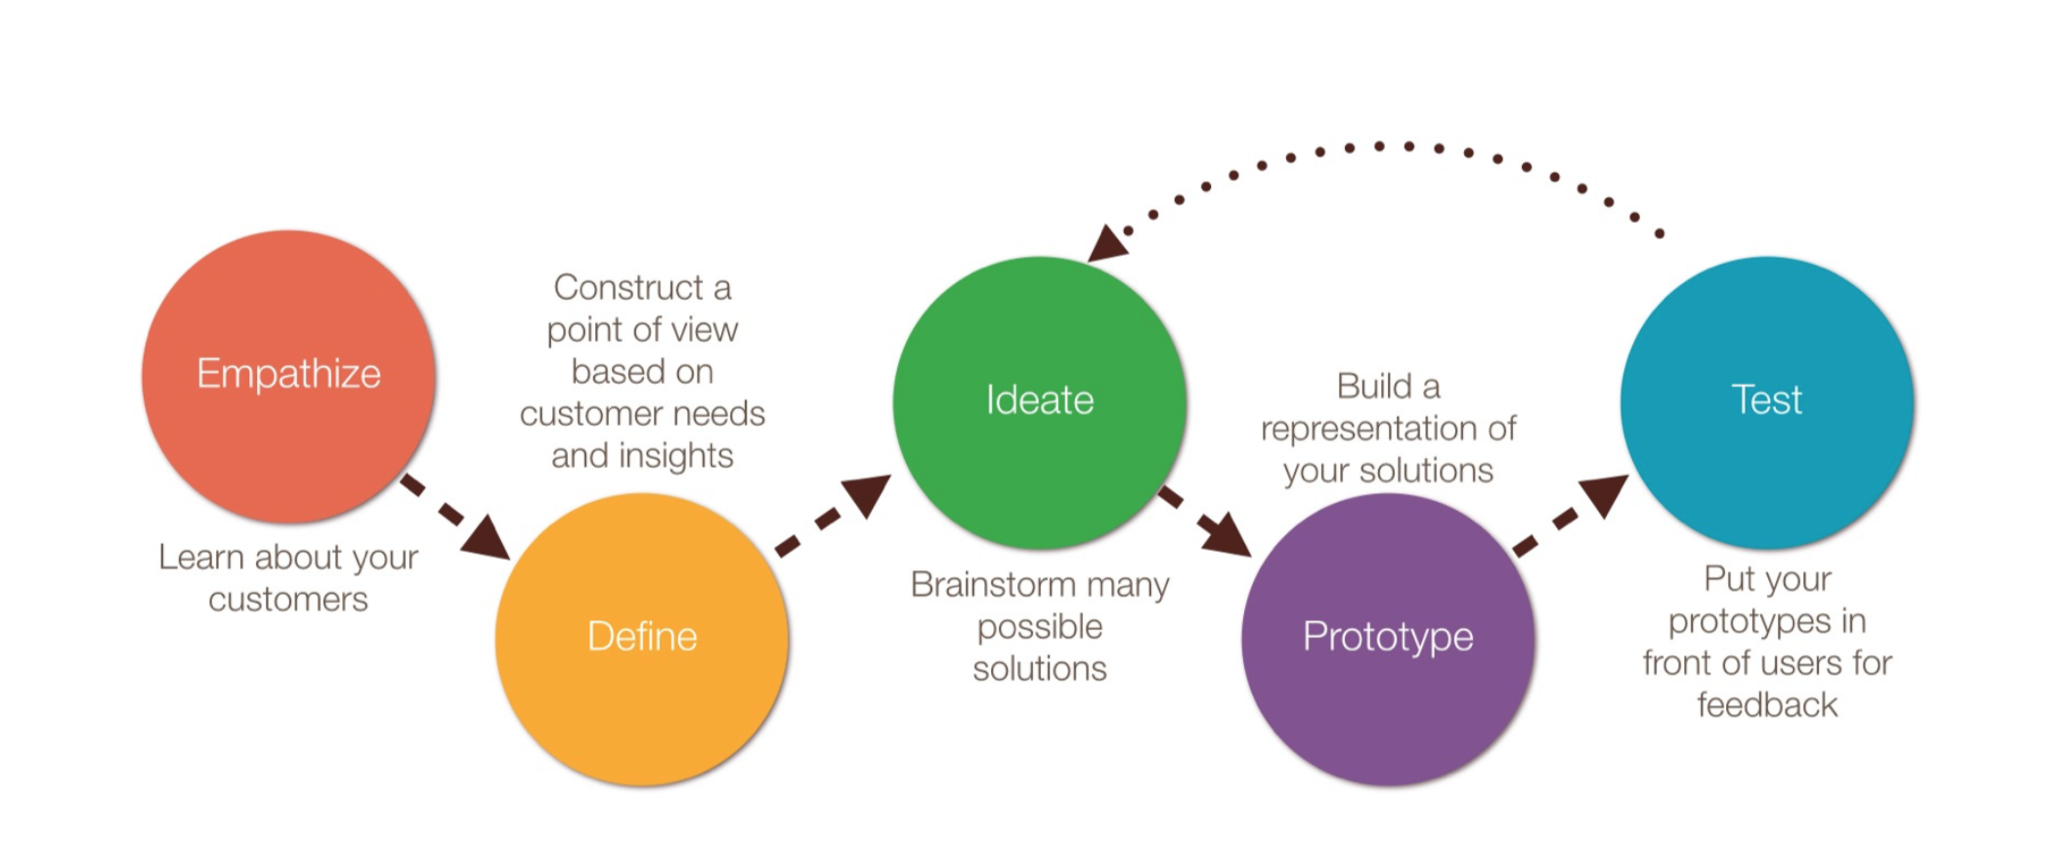 Empathize
Learn about your
customers
Construct a
point of view
based on
customer needs
and insights
Define
Ideate
Brainstorm many
possible
solutions
Build a
representation of
your solutions
Prototype
Test
Put your
prototypes in
front of users for
feedback